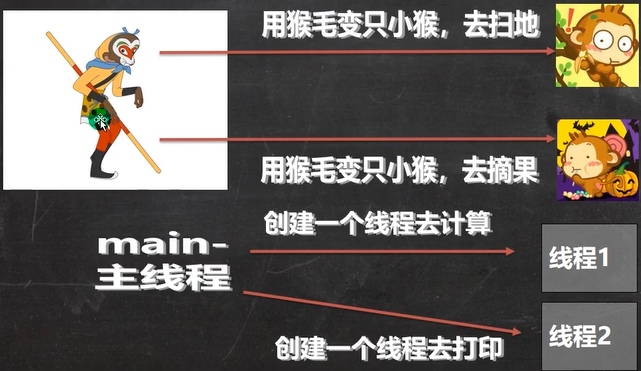 用猴毛变只小猴，去扫地
用猴毛变只小猴，去摘果
创建一个线程去计算
main-
主线程
线程1
线程2
创建一个线程去打印